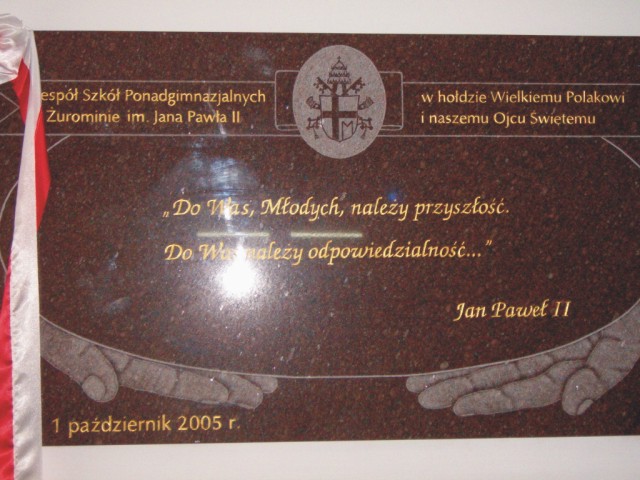 espół Szkół Ponadgimnazjalnych
Żurominie im. Jana Pawła II
w hołdzie Wielkiemu Polakowi
i naszemu Ojcu Świętemu
M
„Do Was, Młodych, należy przyszłość.
Do Was należy odpowiedzialność..."
Jan Paweł II
1 październik 2005 r.